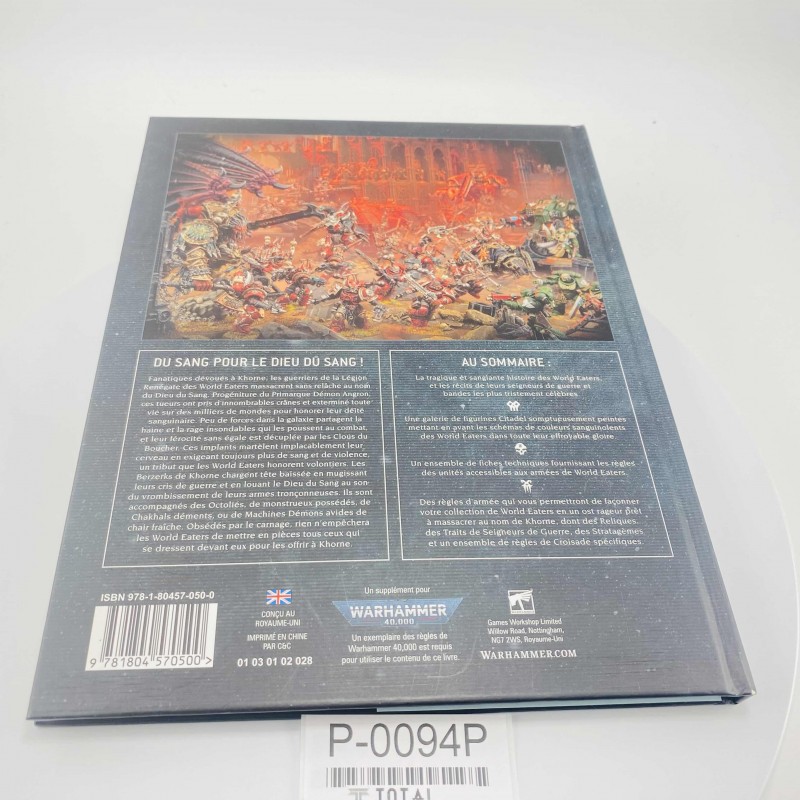 DU SANG POUR LE DIEU DU SANG !
Fanatiques dévoués à Khorne, les guerriers de la Légion
Renégate des World Eaters massacrent sans relâche au nom
du Dieu du Sang. Progéniture du Primarque Démon Angron,
ces tueurs ont pris d'innombrables crânes et exterminé toute
vie sur des milliers de mondes pour honorer leur déité
sanguinaire. Peu de forces dans la galaxie partagent la
haine et la rage insondables qui les poussent au combat,
et leur férocité sans égale est décuplée par les Clous du
Boucher. Ces implants martèlent implacablement leur
cerveau en exigeant toujours plus de sang et de violence,
un tribut que les World Eaters honorent volontiers. Les
Berzerks de Khorne chargent tête baissée en mugissant
leurs cris de guerre et en louant le Dieu du Sang au son
du vrombissement de leurs armes tronçonneuses. Ils sont
accompagnés des Octoliés, de monstrueux possédés, de
Chakhals déments, ou de Machines Démons avides de
chair fraîche. Obsédés par le carnage, rien n'empêchera
les World Eaters de mettre en pièces tous ceux qui
se dressent devant eux pour les offrir à Khorne.
AU SOMMAIRE :
La tragique et sanglante histoire des World Eaters,
et les récits de leurs seigneurs de guerre et
bandes les plus tristement célèbres.
Une galerie de figurines Citadel somptueusement peintes
mettant en avant les schémas de couleurs sanguinolents
des World Eaters dans toute leur effroyable gloire.
Un ensemble de fiches techniques fournissant les règles
des unités accessibles aux armées de World Eaters.
Des règles d'armée qui vous permettront de façonner
votre collection de World Eaters en un ost rageur prêt
à massacrer au nom de Khorne, dont des Reliques,
des Traits de Seigneurs de Guerre, des Stratagèmes
et un ensemble de règles de Croisade spécifiques.
ISBN 978-1-80457-050-0
9 781804 570500 >
CONÇU AU
ROYAUME-UNI
IMPRIMÉ EN CHINE
PAR C&C
01 03 01 02 028
Un supplément pour
WARHAMMER
40,000
Un exemplaire des règles de
Warhammer 40,000 est requis
pour utiliser le contenu de ce livre.
Games Workshop Limited
Willow Road, Nottingham,
NG7 2WS, Royaume-Uni
WARHAMMER.COM
P-0094P
TOTAL